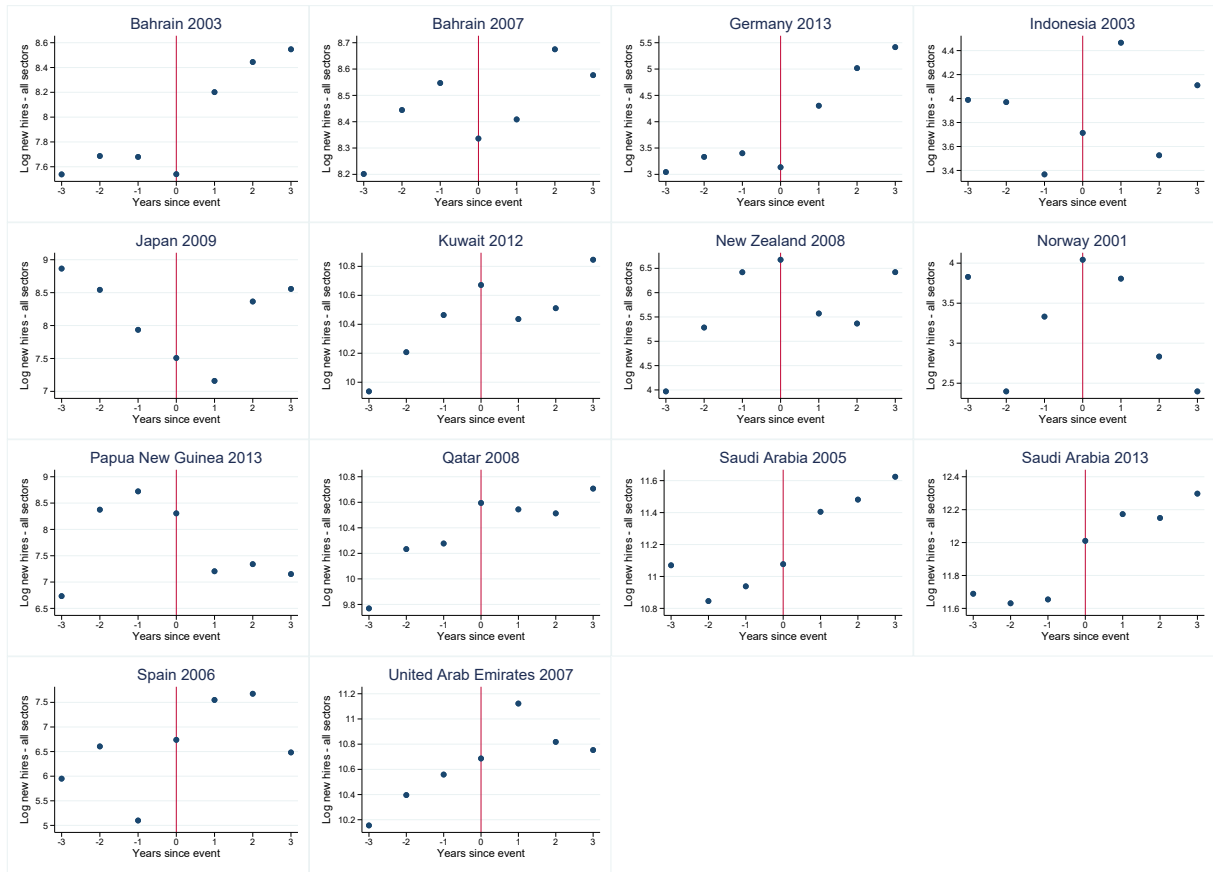 Bahrain 2003
Log new hires - all sectors
8.6
8.4
8.2
8
7.8
7.6
-3 -2 -1 0 1 2 3
Years since event
Bahrain 2007
Log new hires - all sectors
8.7
8.6
8.5
8.4
8.3
8.2
-3 -2 -1 0 1 2 3
Years since event
Germany 2013
Log new hires - all sectors
5.5
5
4.5
4
3.5
3
-3 -2 -1 0 1 2 3
Years since event
Indonesia 2003
Log new hires - all sectors
4.4
4.2
4
3.8
3.6
3.4
-3 -2 -1 0 1 2 3
Years since event
Japan 2009
Log new hires - all sectors
9
8.5
8
7.5
7
-3 -2 -1 0 1 2 3
Years since event
Kuwait 2012
Log new hires - all sectors
10.8
10.6
10.4
10.2
10
-3 -2 -1 0 1 2 3
Years since event
New Zealand 2008
Log new hires - all sectors
6.5
6
5.5
5
4.5
4
-3 -2 -1 0 1 2 3
Years since event
Norway 2001
Log new hires - all sectors
4
3.5
3
2.5
-3 -2 -1 0 1 2 3
Years since event
Papua New Guinea 2013
Log new hires - all sectors
9
8.5
8
7.5
7
6.5
-3 -2 -1 0 1 2 3
Years since event
Qatar 2008
Log new hires - all sectors
10.8
10.6
10.4
10.2
10
9.8
-3 -2 -1 0 1 2 3
Years since event
Saudi Arabia 2005
Log new hires - all sectors
11.6
11.4
11.2
11
10.8
-3 -2 -1 0 1 2 3
Years since event
Saudi Arabia 2013
Log new hires - all sectors
12.4
12.2
12
11.8
11.6
-3 -2 -1 0 1 2 3
Years since event
Spain 2006
Log new hires - all sectors
7.5
7
6.5
6
5.5
5
-3 -2 -1 0 1 2 3
Years since event
United Arab Emirates 2007
Log new hires - all sectors
11.2
11
10.8
10.6
10.4
10.2
-3 -2 -1 0 1 2 3
Years since event